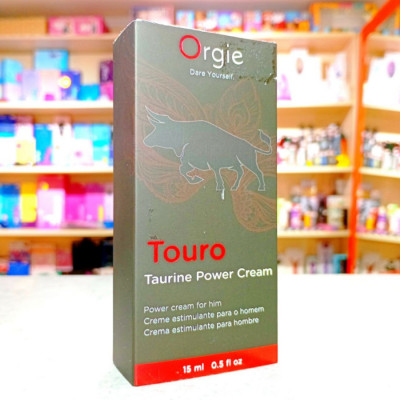 Orgie
Dare Yourself.
Touro
Taurine Power Cream
Power cream for him
Creme estimulante para o homem
Crema estimulante para hombre
15 ml 0.5 fl oz